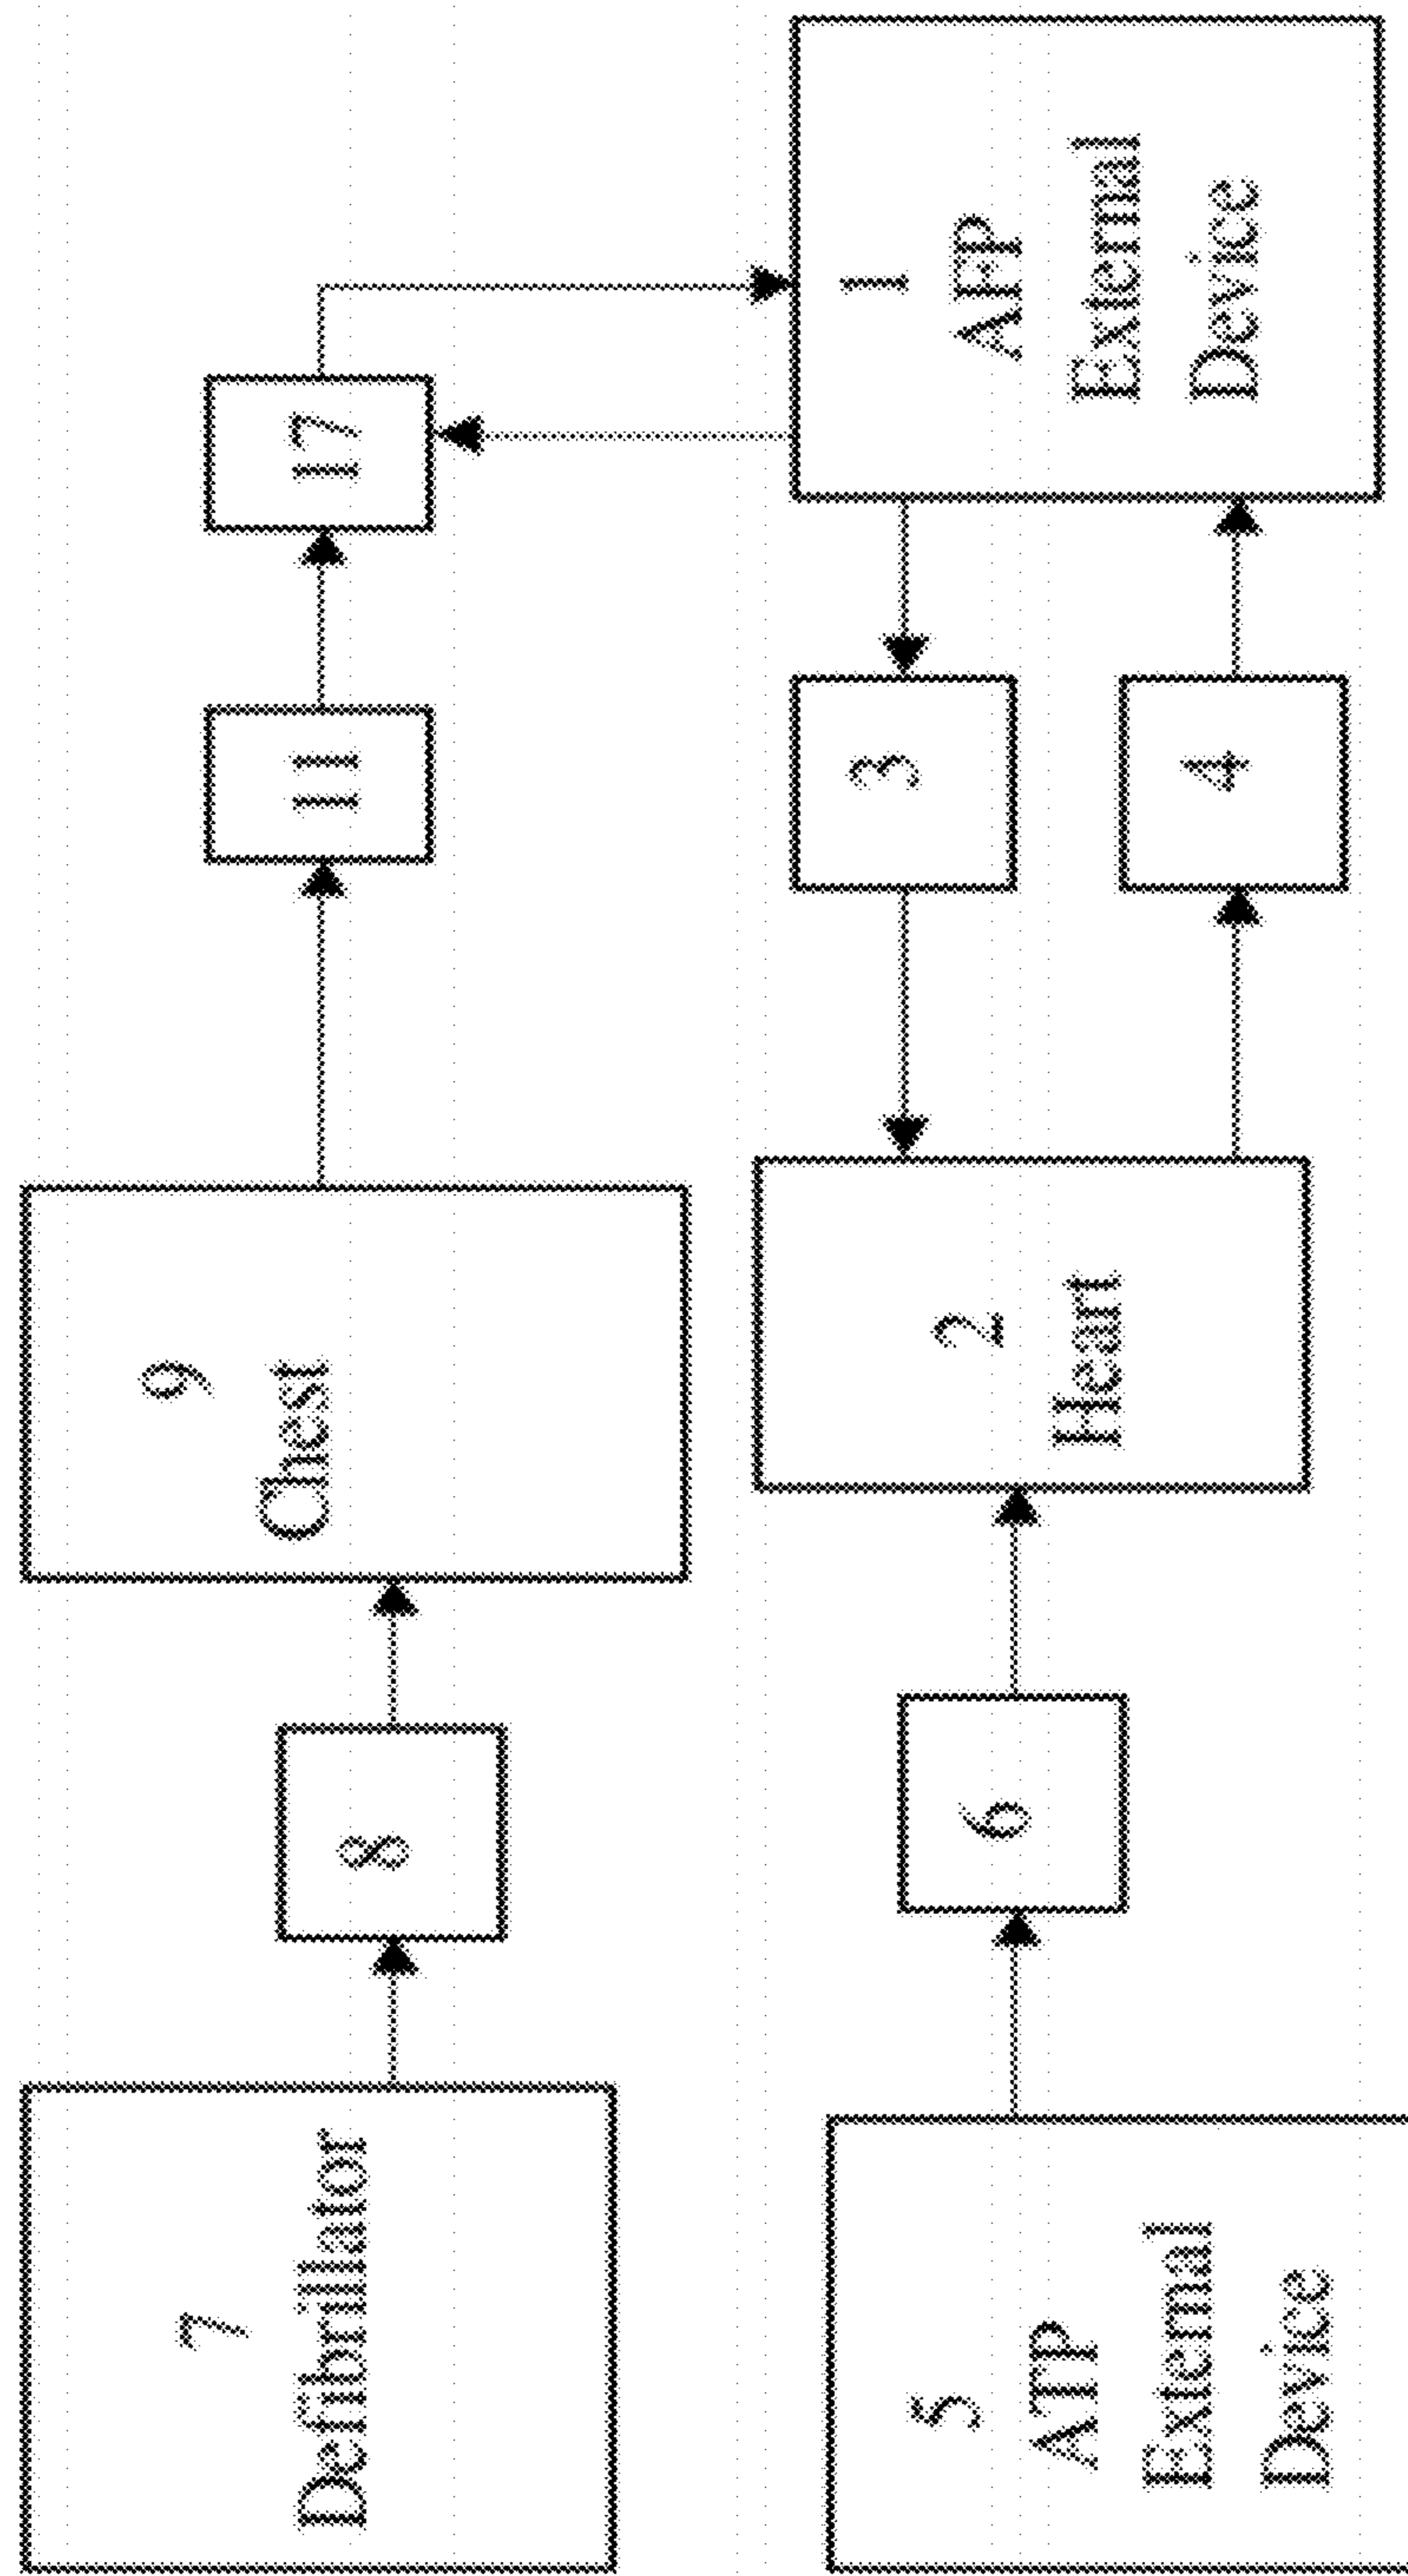 7
Defibrillator
8
9
Chest
11
17
5
ATP
External
Device
6
2
Heart
3
4
1
AFP
External
Device